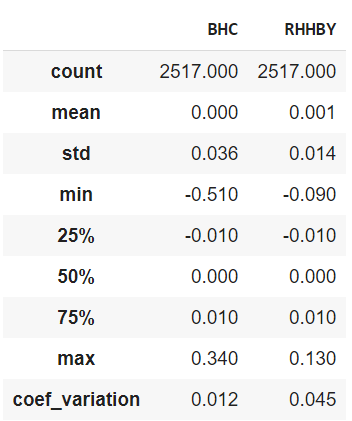 BHC RHHBY
count 2517.000 2517.000
mean 0.000 0.001
std 0.036 0.014
min -0.510 -0.090
25% -0.010 -0.010
50% 0.000 0.000
75% 0.010 0.010
max 0.340 0.130
coef_variation 0.012 0.045